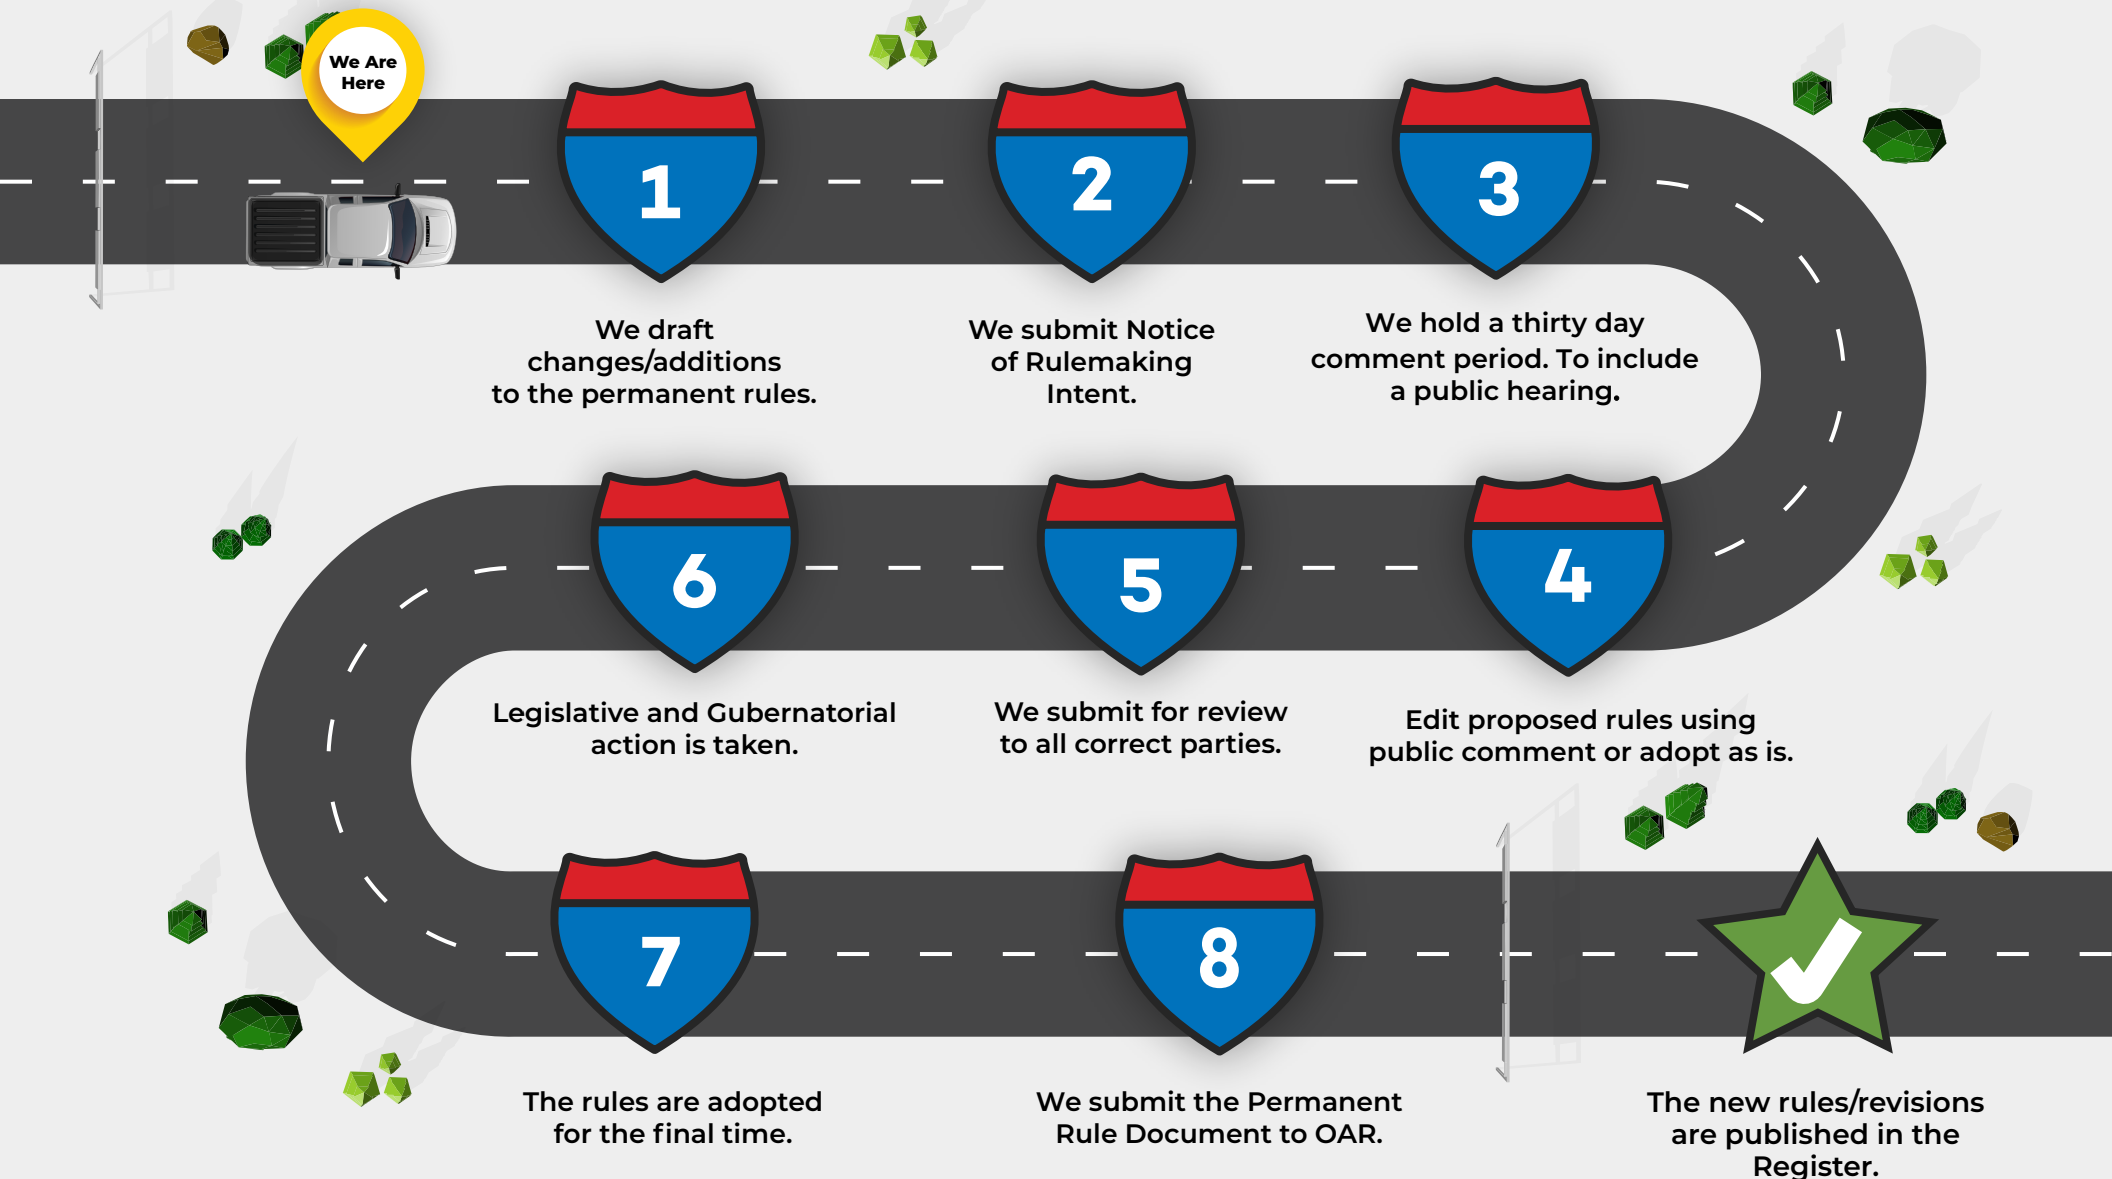 We Are
Here
1
2
3
We draft
changes/additions
to the permanent rules.
We submit Notice
of Rulemaking
Intent.
We hold a thirty day
comment period. To include
a public hearing.
4
5
6
Edit proposed rules using
public comment or adopt as is.
We submit for review
to all correct parties.
Legislative and Gubernatorial
action is taken.
7
8
The rules are adopted
for the final time.
We submit the Permanent
Rule Document to OAR.
The new rules/revisions
are published in the
Register.